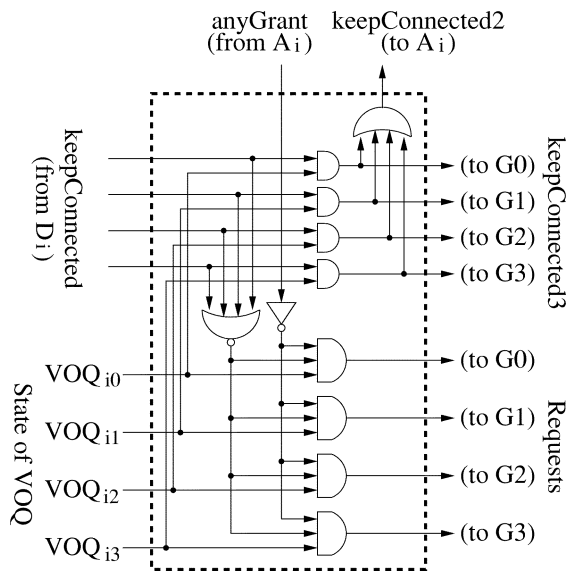 anyGrant
(from A i)
keepConnected2
(to A i)
keepConnected
(from D i)
(to G0)
(to G1)
(to G2)
(to G3)
keepConnected3
State of VOQ
VOQ i0
VOQ i1
VOQ i2
VOQ i3
(to G0)
(to G1)
(to G2)
(to G3)
Requests